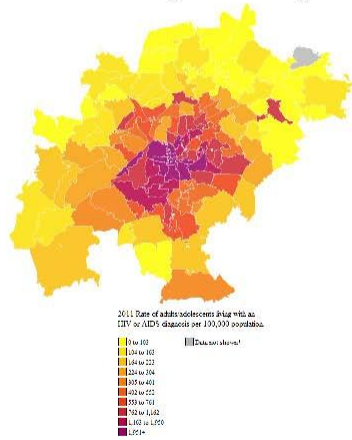 2011 Rate of adults/adolescents living with an
HIV or AIDS diagnosis per 100,000 population
0 to 103
104 to 163
164 to 223
224 to 304
305 to 401
402 to 552
553 to 761
762 to 1,162
1,163 to 1,950
1,951+
Data not shown